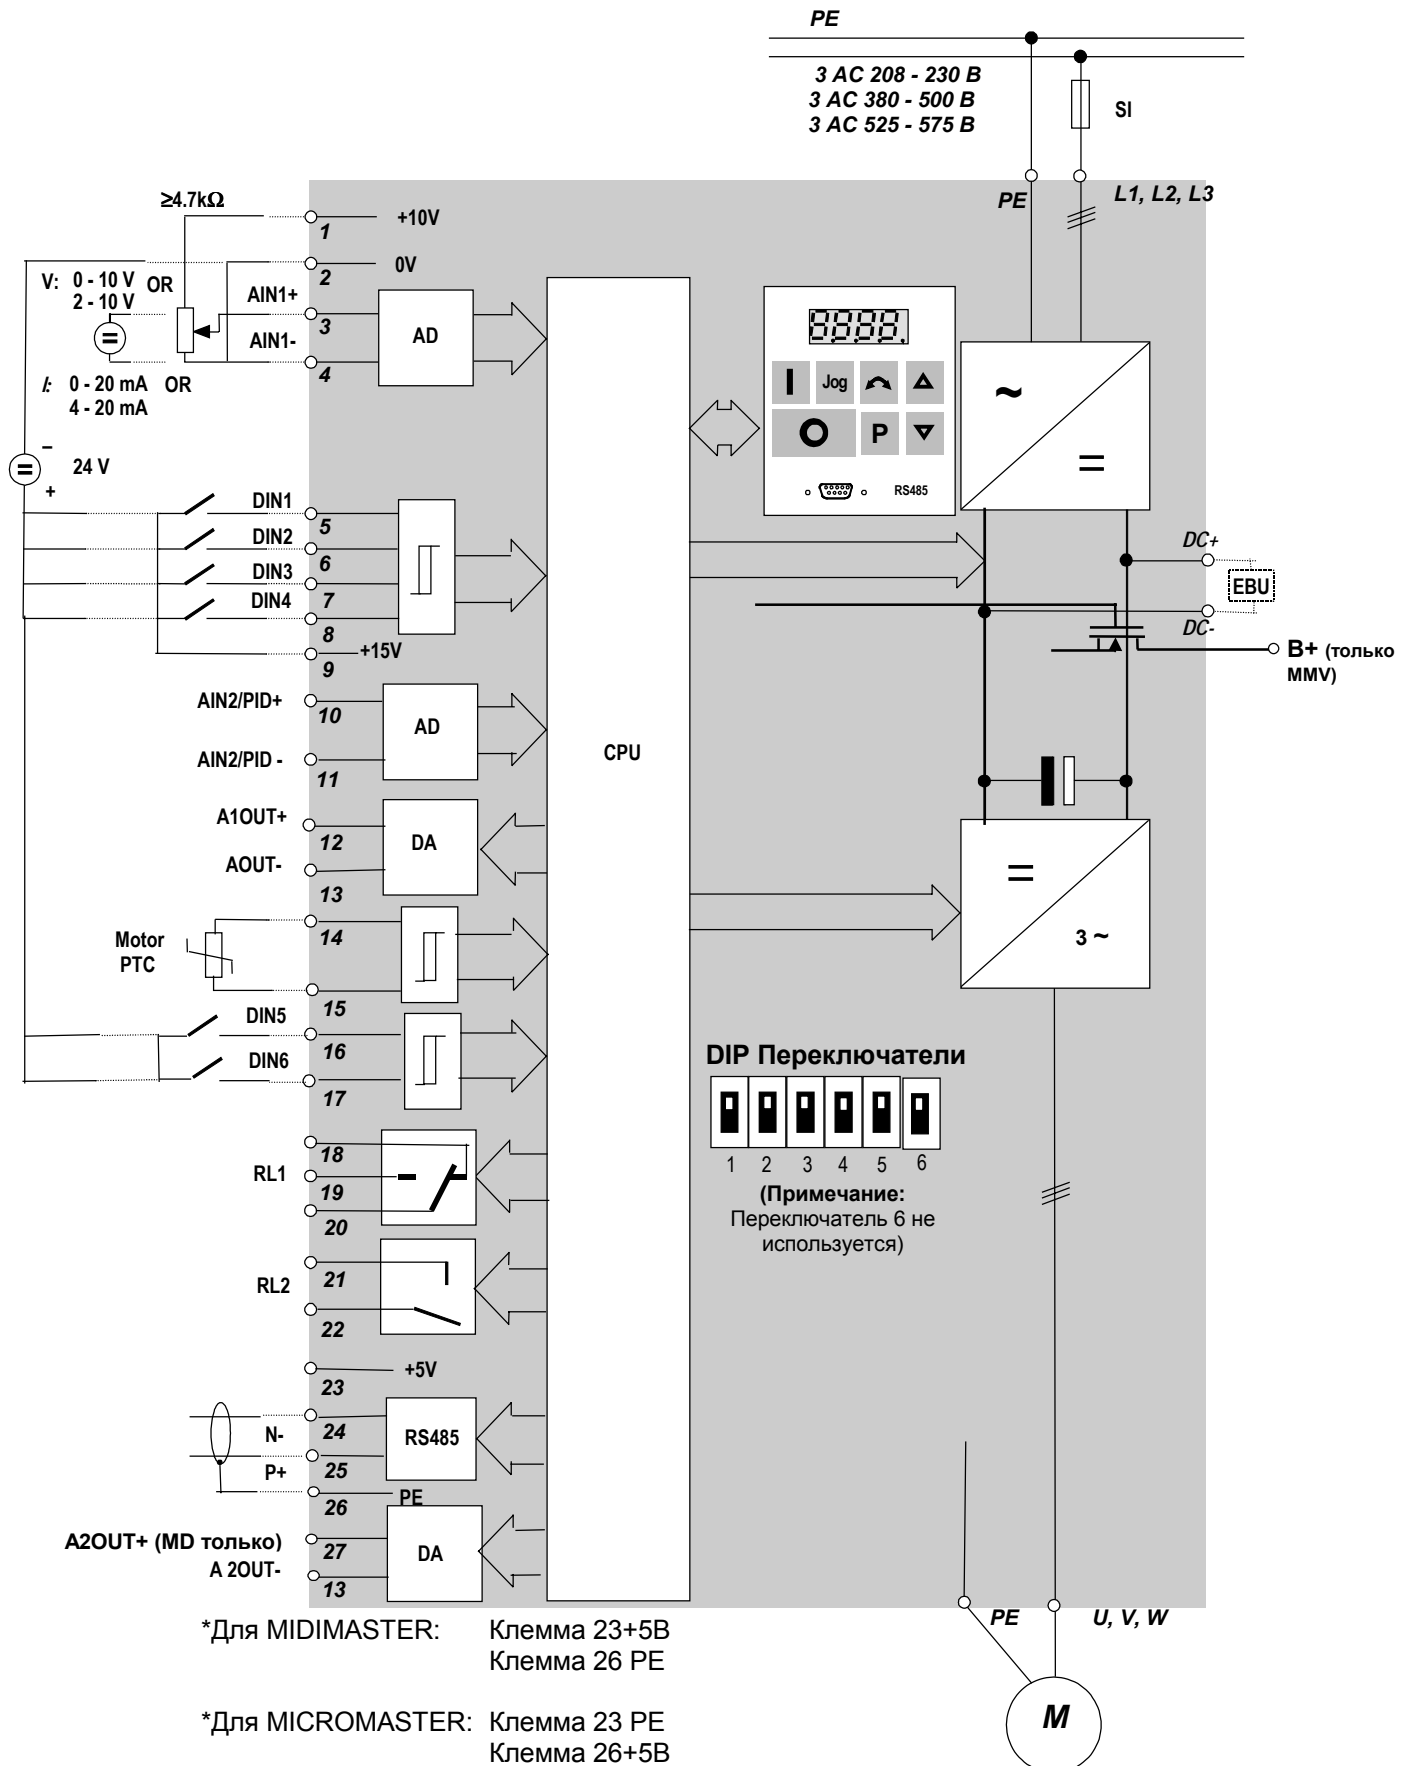 PE
3 AC 208 - 230 В
3 AC 380 - 500 В
3 AC 525 - 575 В
SI
≥4.7kΩ
PE
L1, L2, L3
1
+10V
2
0V
V: 0 - 10 V OR
2 - 10 V
AIN1+
3
AD
AIN1-
4
I: 0 - 20 mA OR
4 - 20 mA
Jog
P
RS485
–
24 V
+
DIN1
5
DIN2
6
DIN3
7
DIN4
8
+15V
9
DC+
EBU
DC-
B+ (только
MMV)
AIN2/PID+
10
AD
AIN2/PID -
11
CPU
A1OUT+
12
DA
AOUT-
13
~
=
=
3 ~
Motor
PTC
14
15
DIN5
16
DIN6
17
DIP Переключатели
1 2 3 4 5 6
(Примечание:
Переключатель 6 не
используется)
RL1
18
19
20
RL2
21
22
23
+5V
N-
24
RS485
P+
25
26
PE
A2OUT+ (MD только)
27
DA
A 2OUT-
13
PE
U, V, W
M
*Для MIDIMASTER: Клемма 23+5В
Клемма 26 PE
*Для MICROMASTER: Клемма 23 PE
Клемма 26+5В